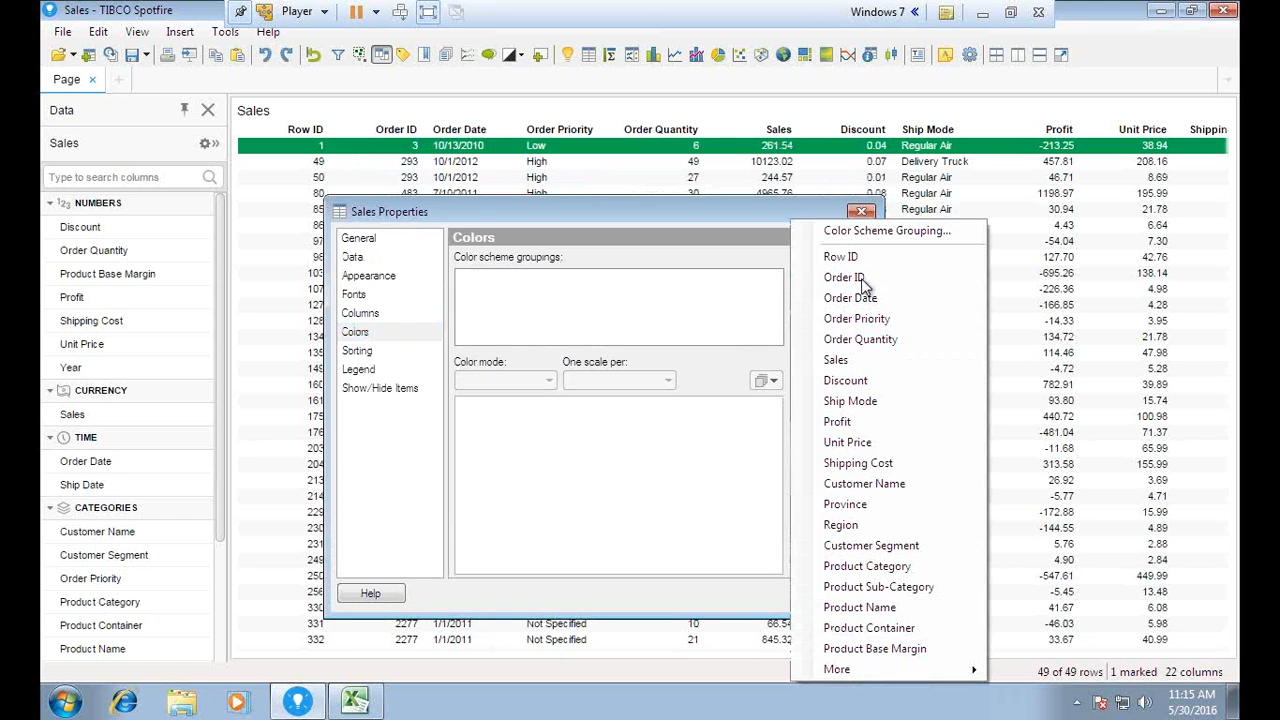 Sales - TIBCO Spotfire
Player
Windows 7
File Edit View Insert Tools Help
Page
Data
Sales
Type to search columns
NUMBERS
Discount
Order Quantity
Product Base Margin
Profit
Shipping Cost
Unit Price
Year
CURRENCY
Sales
TIME
Order Date
Ship Date
CATEGORIES
Customer Name
Customer Segment
Order Priority
Product Category
Product Container
Product Name
Sales
Row ID Order ID Order Date Order Priority Order Quantity Sales Discount Ship Mode Profit Unit Price Shippin
1 3 10/13/2010 Low 6 261.54 0.04 Regular Air -213.25 38.94
49 293 10/1/2012 High 49 10123.02 0.07 Delivery Truck 457.81 208.16
50 293 10/1/2012 High 27 244.57 0.01 Regular Air 46.71 8.69
80 483 7/10/2011 High 30 4965.76 0.08 Regular Air 1198.97 195.99
85 Regular Air 30.94 21.78
4.43 6.64
-54.04 7.30
127.70 42.76
-695.26 138.14
-226.36 4.98
-166.85 4.28
-14.33 3.95
134.72 21.78
114.46 47.98
-4.72 5.28
782.91 39.89
93.80 15.74
440.72 100.98
-481.04 71.37
-11.68 65.99
313.58 155.99
26.92 3.69
-5.77 4.71
-172.88 15.99
-144.55 4.89
5.76 2.88
4.90 2.84
-547.61 449.99
-5.45 13.48
41.67 6.08
331 2277 1/1/2011 Not Specified 10 66.54 -46.03 5.98
332 2277 1/1/2011 Not Specified 21 845.32 33.67 40.99
Sales Properties
General
Data
Appearance
Fonts
Columns
Colors
Sorting
Legend
Show/Hide Items
Colors
Color scheme groupings:
Color mode: One scale per:
Help
Color Scheme Grouping...
Row ID
Order ID
Order Date
Order Priority
Order Quantity
Sales
Discount
Ship Mode
Profit
Unit Price
Shipping Cost
Customer Name
Province
Region
Customer Segment
Product Category
Product Sub-Category
Product Name
Product Container
Product Base Margin
More
49 of 49 rows 1 marked 22 columns
11:15 AM
5/30/2016